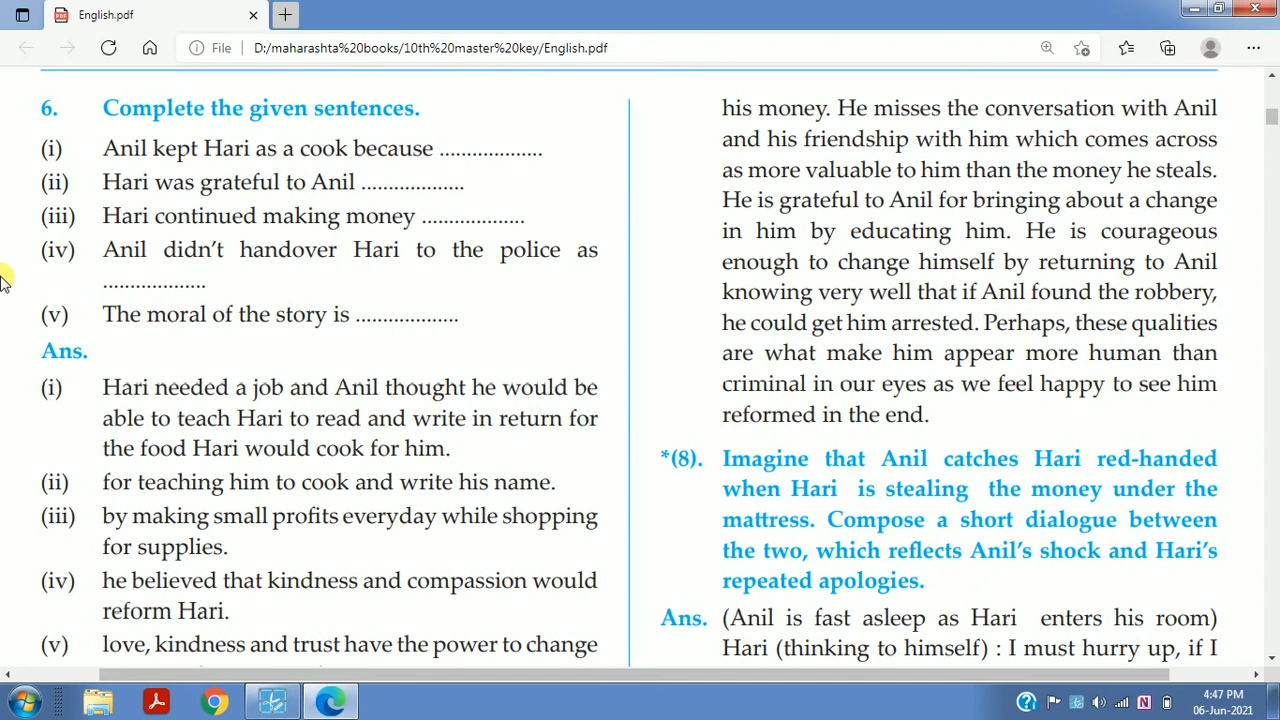 English.pdf
File
D:/maharashta%20books/10th%20master%20key/English.pdf
6. Complete the given sentences.
(i) Anil kept Hari as a cook because ...................
(ii) Hari was grateful to Anil ...................
(iii) Hari continued making money ...................
(iv) Anil didn't handover Hari to the police as
...................
(v) The moral of the story is ...................
Ans.
(i) Hari needed a job and Anil thought he would be
able to teach Hari to read and write in return for
the food Hari would cook for him.
(ii) for teaching him to cook and write his name.
(iii) by making small profits everyday while shopping
for supplies.
(iv) he believed that kindness and compassion would
reform Hari.
(v) love, kindness and trust have the power to change
his money. He misses the conversation with Anil
and his friendship with him which comes across
as more valuable to him than the money he steals.
He is grateful to Anil for bringing about a change
in him by educating him. He is courageous
enough to change himself by returning to Anil
knowing very well that if Anil found the robbery,
he could get him arrested. Perhaps, these qualities
are what make him appear more human than
criminal in our eyes as we feel happy to see him
reformed in the end.
*(8). Imagine that Anil catches Hari red-handed
when Hari is stealing the money under the
mattress. Compose a short dialogue between
the two, which reflects Anil's shock and Hari's
repeated apologies.
Ans. (Anil is fast asleep as Hari enters his room)
Hari (thinking to himself) : I must hurry up, if I
4:47 PM
06-Jun-2021